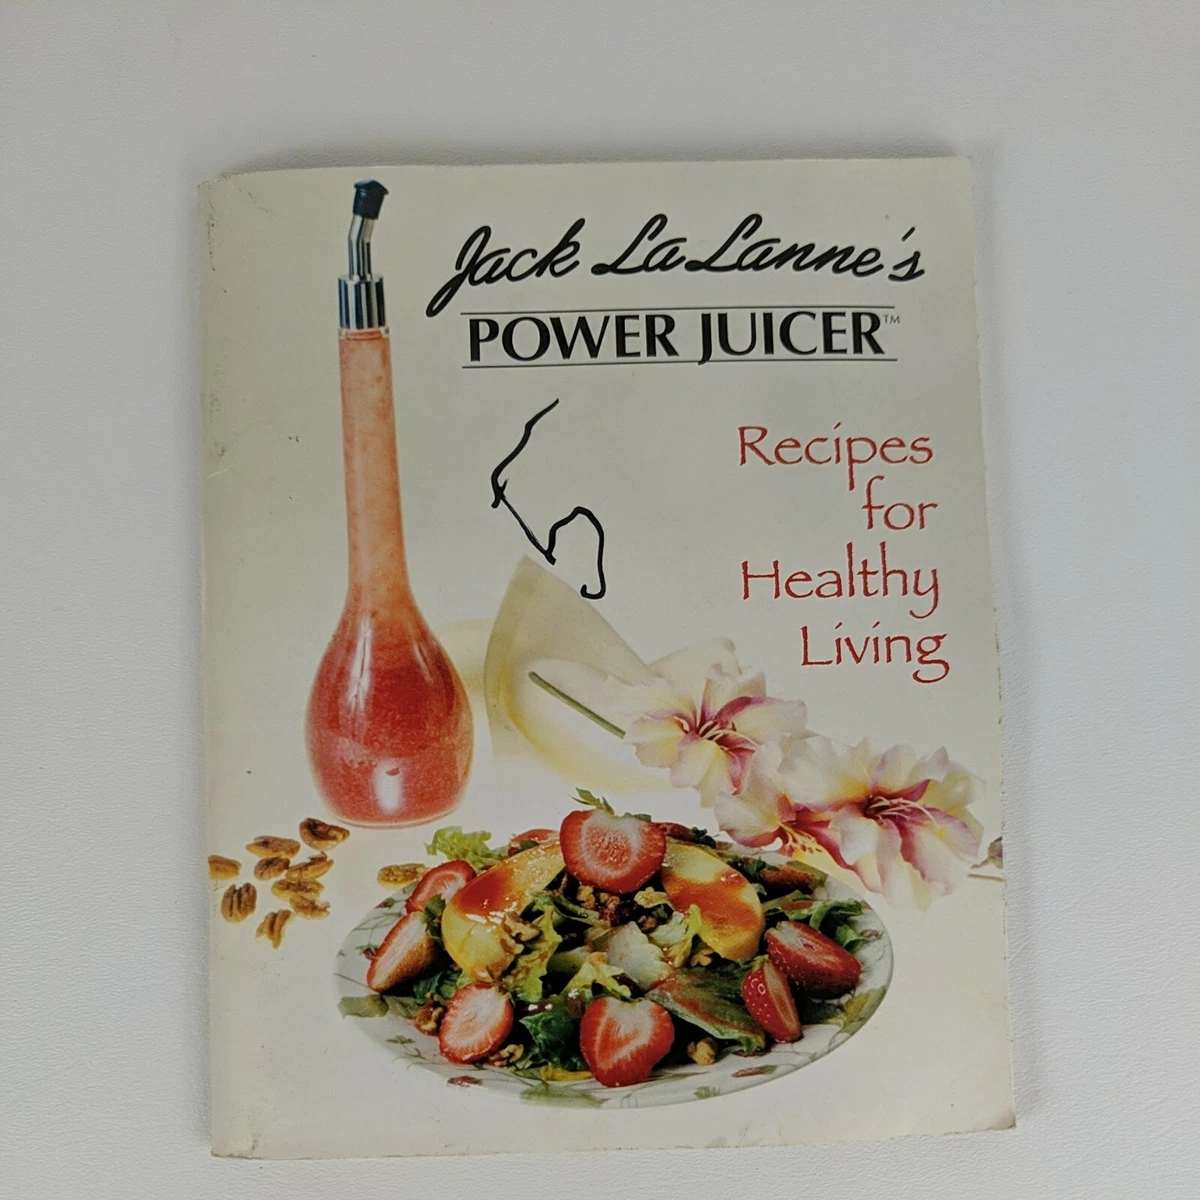 Jack LaLanne's
POWER JUICER™
Recipes
for
Healthy
Living